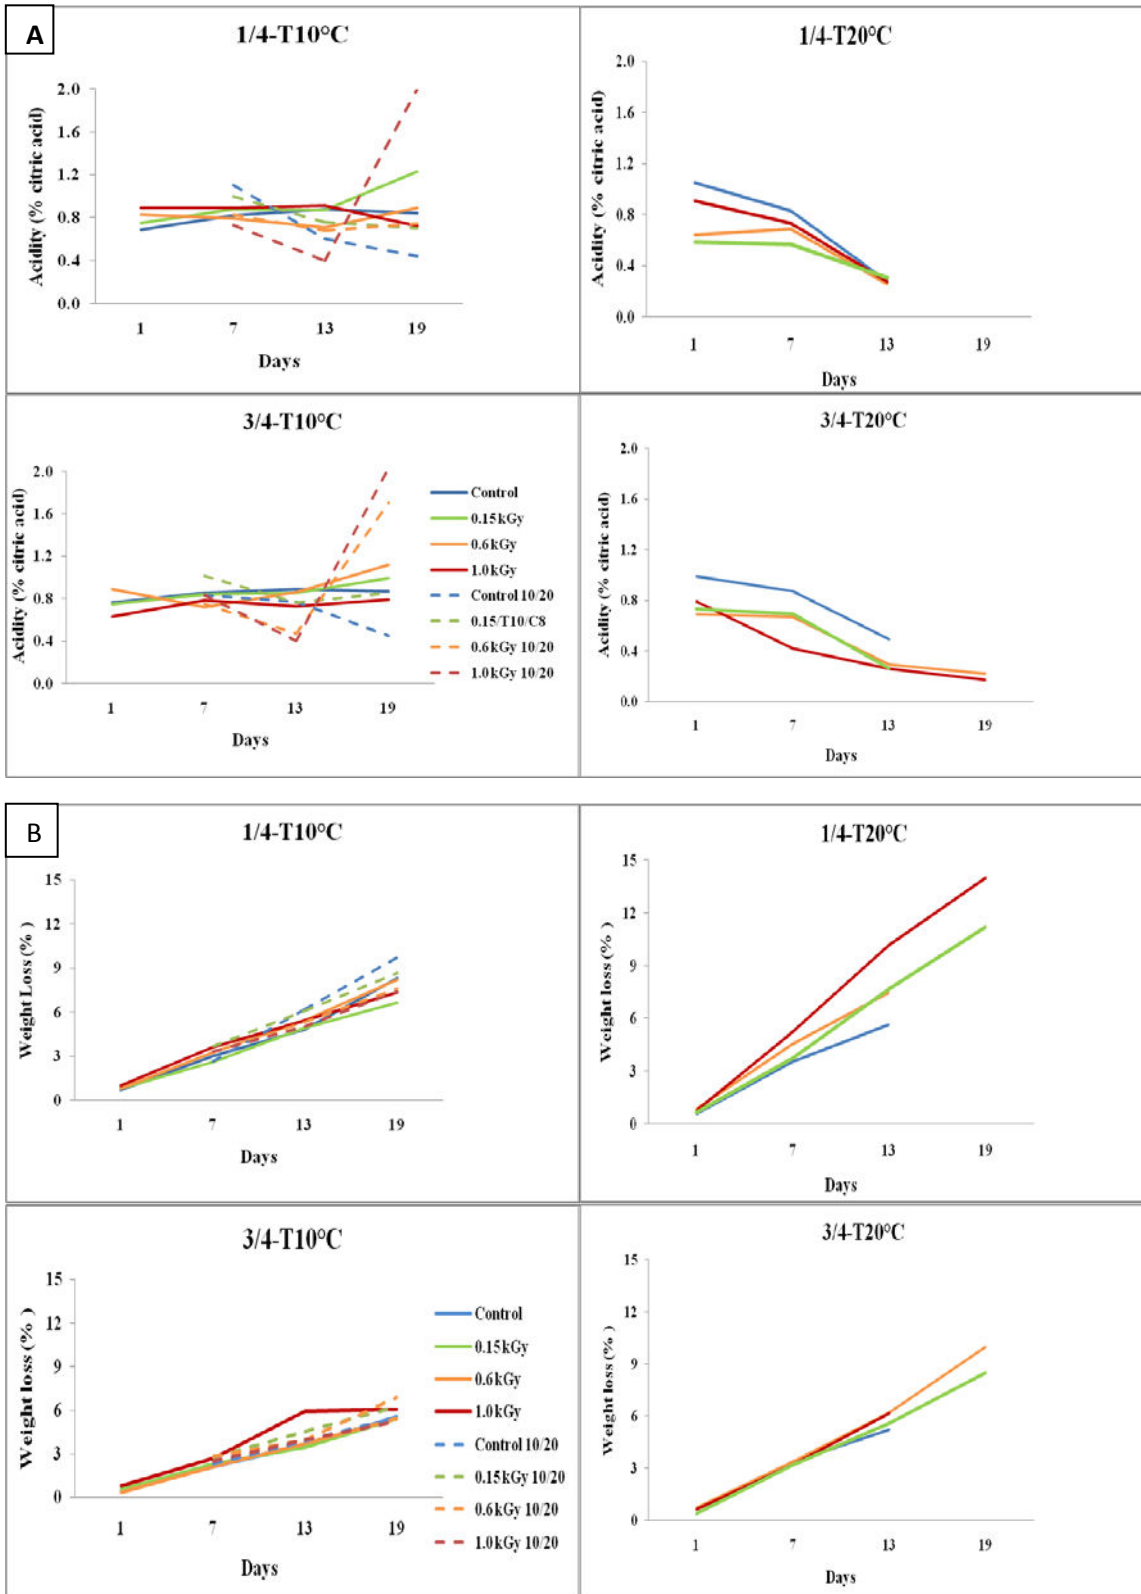 A
1/4-T10°C
Acidity (% citric acid)
2.0
1.6
1.2
0.8
0.4
0.0
1 7 13 19
Days
1/4-T20°C
Acidity (% citric acid)
2.0
1.6
1.2
0.8
0.4
0.0
1 7 13 19
Days
3/4-T10°C
Acidity (% citric acid)
2.0
1.6
1.2
0.8
0.4
0.0
1 7 13 19
Days
Control
0.15kGy
0.6kGy
1.0kGy
Control 10/20
0.15/T10/C8
0.6kGy 10/20
1.0kGy 10/20
3/4-T20°C
Acidity (% citric acid)
2.0
1.6
1.2
0.8
0.4
0.0
1 7 13 19
Days
B
1/4-T10°C
Weight Loss (% )
15
12
9
6
3
0
1 7 13 19
Days
1/4-T20°C
Weight loss (% )
15
12
9
6
3
0
1 7 13 19
Days
3/4-T10°C
Weight loss (% )
15
12
9
6
3
0
1 7 13 19
Days
Control
0.15kGy
0.6kGy
1.0kGy
Control 10/20
0.15kGy 10/20
0.6kGy 10/20
1.0kGy 10/20
3/4-T20°C
Weight loss (% )
15
12
9
6
3
0
1 7 13 19
Days